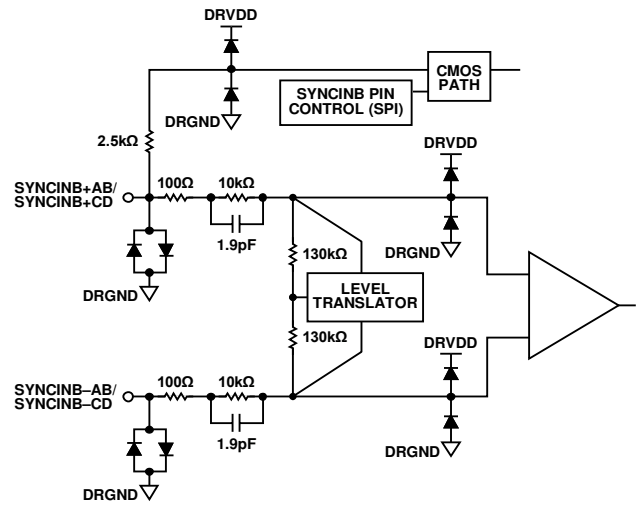 DRVDD
CMOS
PATH
SYNCINB PIN
CONTROL (SPI)
DRGND
2.5kΩ
DRVDD
SYNCINB+AB/
SYNCINB+CD
100Ω
10kΩ
1.9pF
DRGND
130kΩ
DRGND
LEVEL
TRANSLATOR
130kΩ
DRVDD
SYNCINB–AB/
SYNCINB–CD
100Ω
10kΩ
1.9pF
DRGND
DRGND